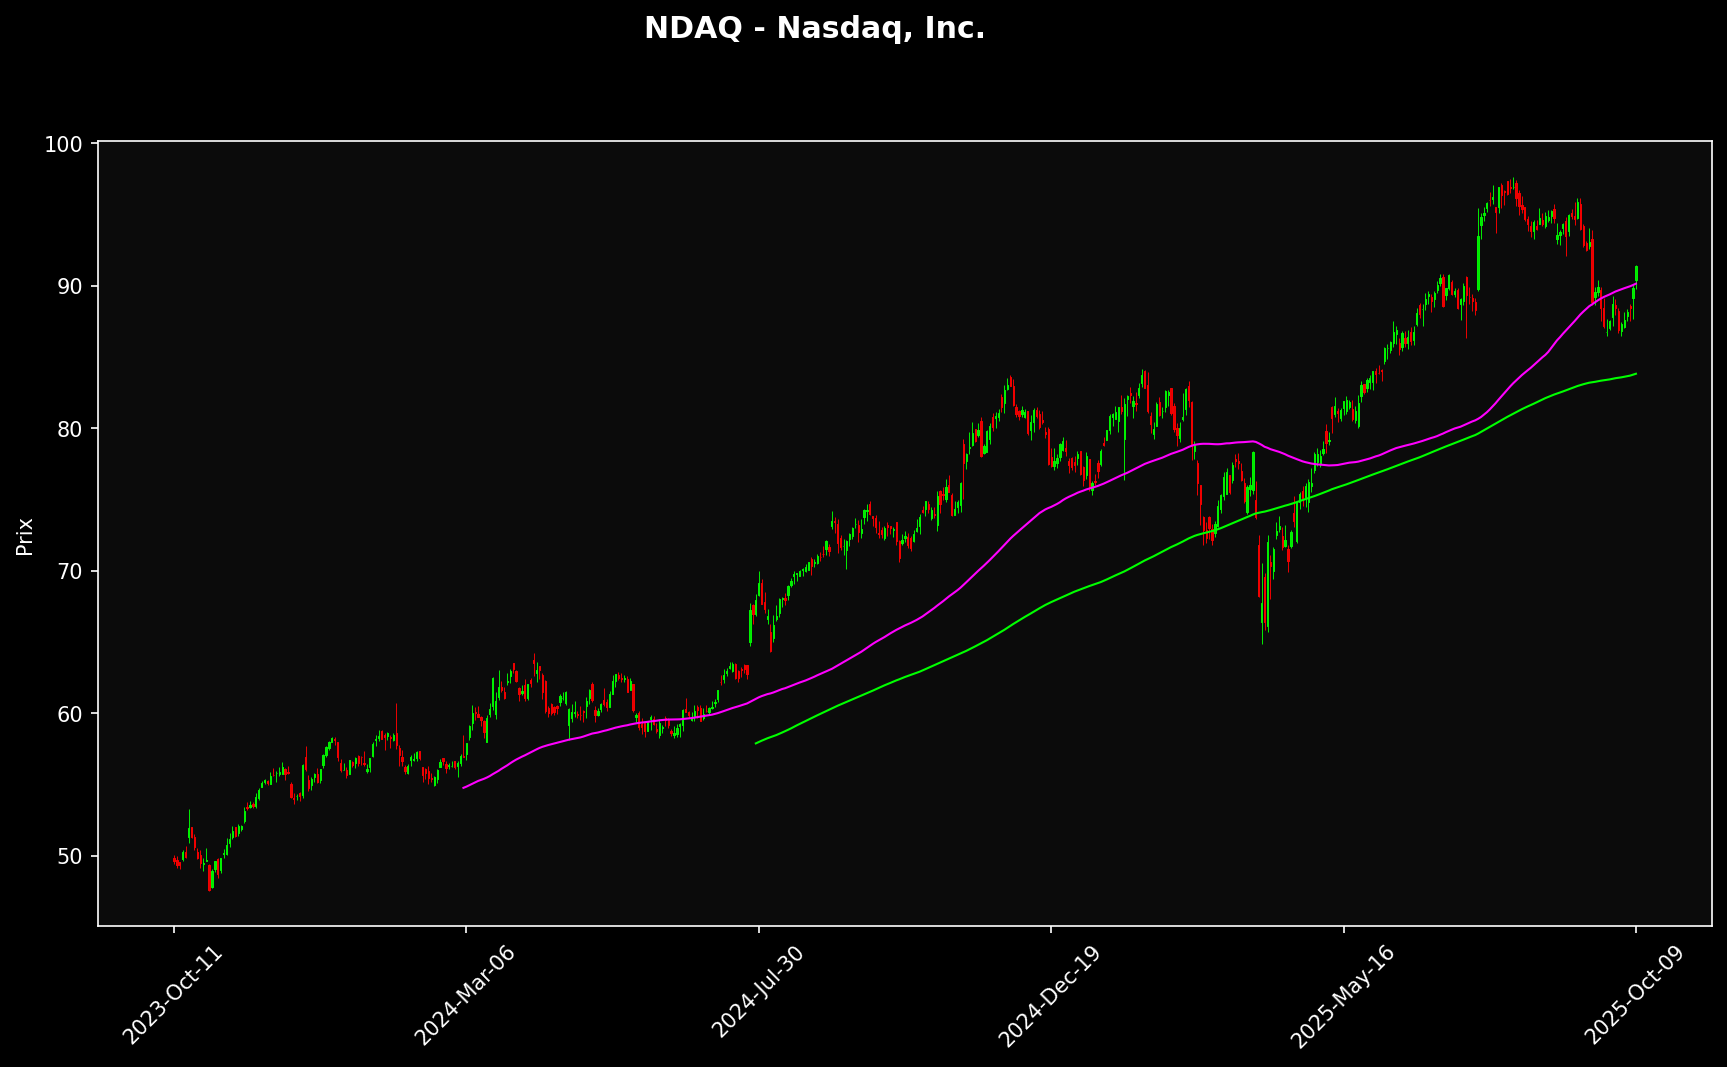 NDAQ - Nasdaq, Inc.
100
90
80
70
60
50
Prix
2023-Oct-11
2024-Mar-06
2024-Jul-30
2024-Dec-19
2025-May-16
2025-Oct-09